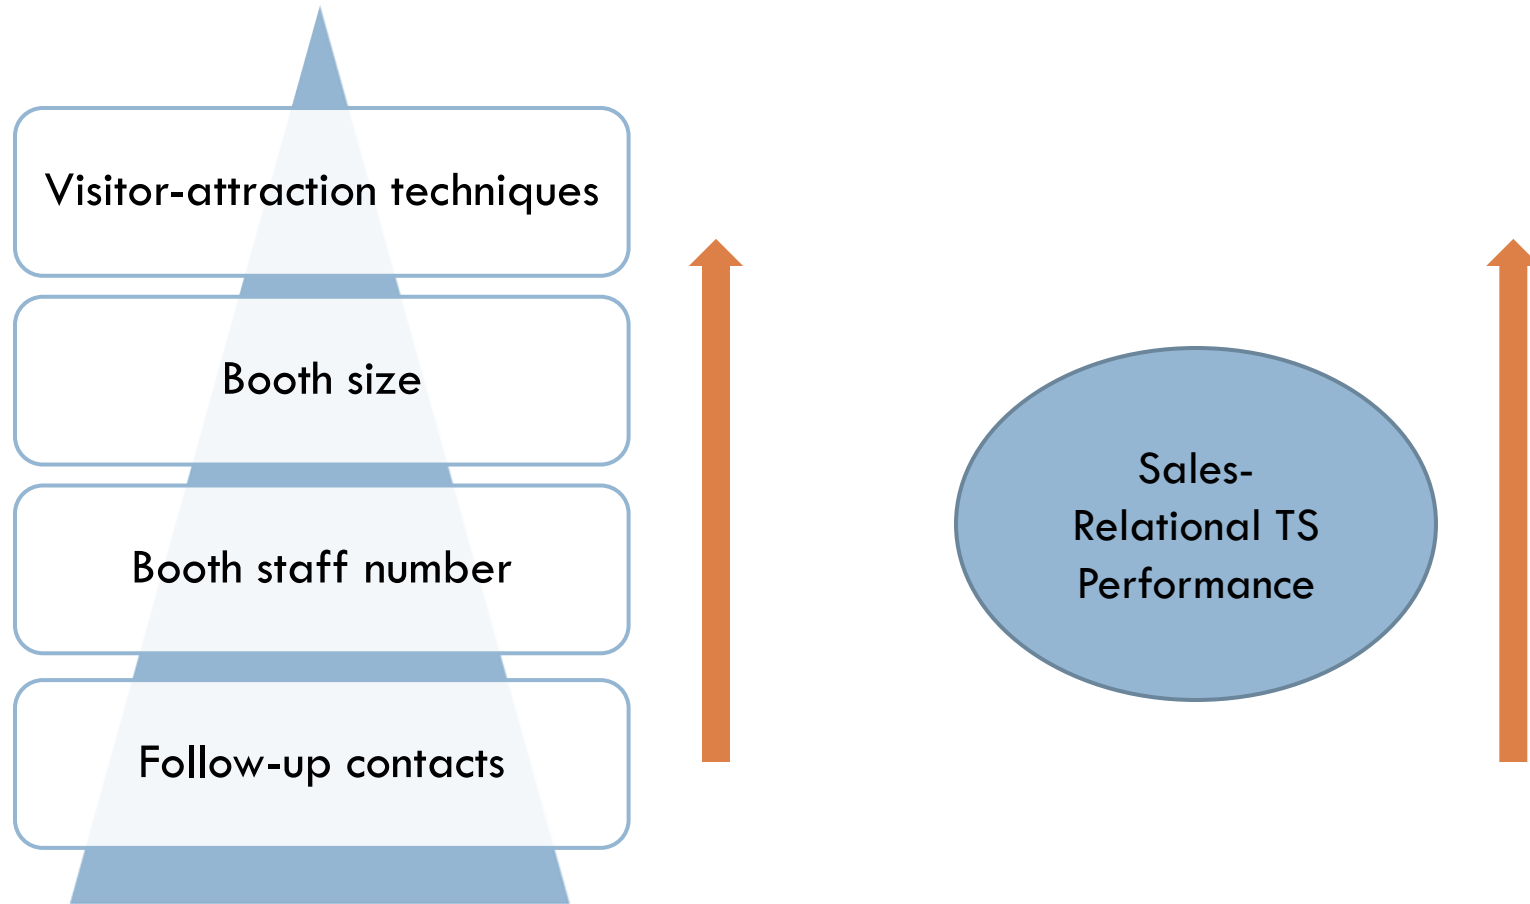 Visitor-attraction techniques
Booth size
Booth staff number
Follow-up contacts
Sales-
Relational TS
Performance